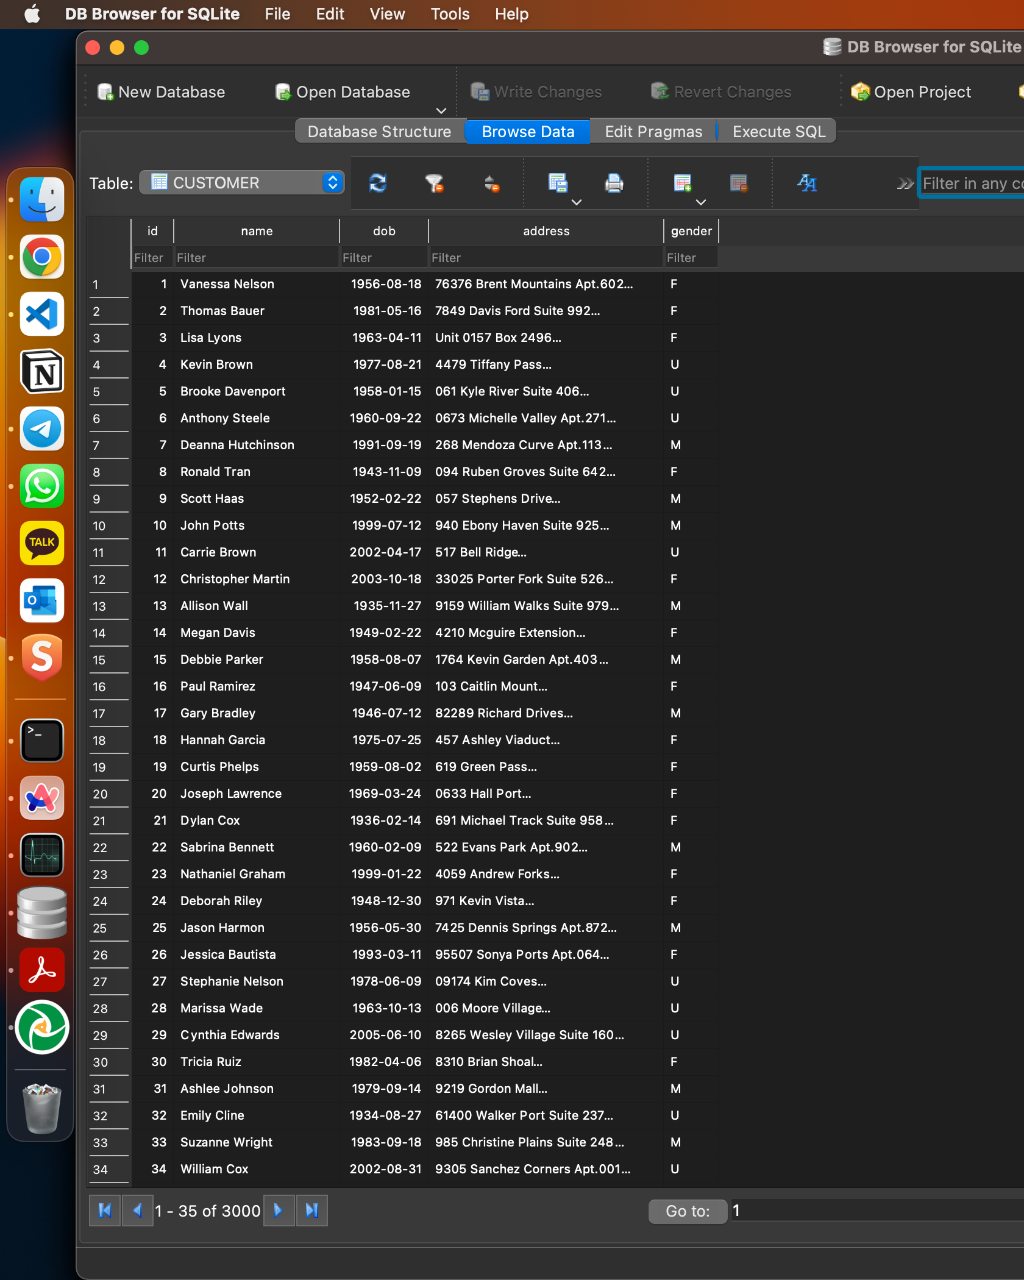 DB Browser for SQLite File Edit View Tools Help
DB Browser for SQLite
New Database Open Database Write Changes Revert Changes Open Project
Database Structure Browse Data Edit Pragmas Execute SQL
Table: CUSTOMER Filter in any co
id name dob address gender
Filter Filter Filter Filter Filter
1 1 Vanessa Nelson 1956-08-18 76376 Brent Mountains Apt.602... F
2 2 Thomas Bauer 1981-05-16 7849 Davis Ford Suite 992... F
3 3 Lisa Lyons 1963-04-11 Unit 0157 Box 2496... F
4 4 Kevin Brown 1977-08-21 4479 Tiffany Pass... U
5 5 Brooke Davenport 1958-01-15 061 Kyle River Suite 406... U
6 6 Anthony Steele 1960-09-22 0673 Michelle Valley Apt.271... U
7 7 Deanna Hutchinson 1991-09-19 268 Mendoza Curve Apt.113... M
8 8 Ronald Tran 1943-11-09 094 Ruben Groves Suite 642... F
9 9 Scott Haas 1952-02-22 057 Stephens Drive... M
10 10 John Potts 1999-07-12 940 Ebony Haven Suite 925... M
11 11 Carrie Brown 2002-04-17 517 Bell Ridge... U
12 12 Christopher Martin 2003-10-18 33025 Porter Fork Suite 526... F
13 13 Allison Wall 1935-11-27 9159 William Walks Suite 979... M
14 14 Megan Davis 1949-02-22 4210 Mcguire Extension... F
15 15 Debbie Parker 1958-08-07 1764 Kevin Garden Apt.403... M
16 16 Paul Ramirez 1947-06-09 103 Caitlin Mount... F
17 17 Gary Bradley 1946-07-12 82289 Richard Drives... M
18 18 Hannah Garcia 1975-07-25 457 Ashley Viaduct... F
19 19 Curtis Phelps 1959-08-02 619 Green Pass... F
20 20 Joseph Lawrence 1969-03-24 0633 Hall Port... F
21 21 Dylan Cox 1936-02-14 691 Michael Track Suite 958... F
22 22 Sabrina Bennett 1960-02-09 522 Evans Park Apt.902... M
23 23 Nathaniel Graham 1999-01-22 4059 Andrew Forks... F
24 24 Deborah Riley 1948-12-30 971 Kevin Vista... F
25 25 Jason Harmon 1956-05-30 7425 Dennis Springs Apt.872... M
26 26 Jessica Bautista 1993-03-11 95507 Sonya Ports Apt.064... F
27 27 Stephanie Nelson 1978-06-09 09174 Kim Coves... U
28 28 Marissa Wade 1963-10-13 006 Moore Village... U
29 29 Cynthia Edwards 2005-06-10 8265 Wesley Village Suite 160... U
30 30 Tricia Ruiz 1982-04-06 8310 Brian Shoal... F
31 31 Ashlee Johnson 1979-09-14 9219 Gordon Mall... M
32 32 Emily Cline 1934-08-27 61400 Walker Port Suite 237... U
33 33 Suzanne Wright 1983-09-18 985 Christine Plains Suite 248... M
34 34 William Cox 2002-08-31 9305 Sanchez Corners Apt.001... U
1 - 35 of 3000 Go to: 1
N
TALK
O
S
>_